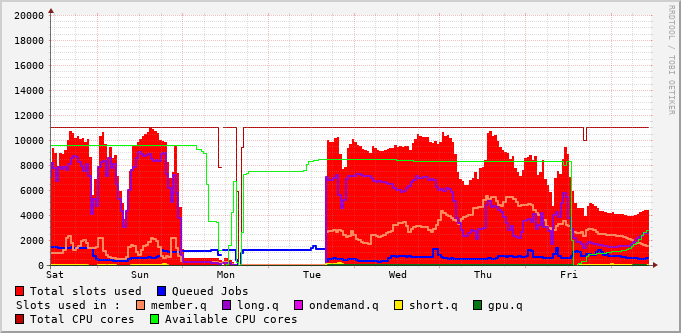 20000
18000
16000
14000
12000
10000
8000
6000
4000
2000
0
Sat Sun Mon Tue Wed Thu Fri
RRDTOOL / TOBI OETIKER
Total slots used Queued Jobs
Slots used in : member.q long.q ondemand.q short.q gpu.q
Total CPU cores Available CPU cores